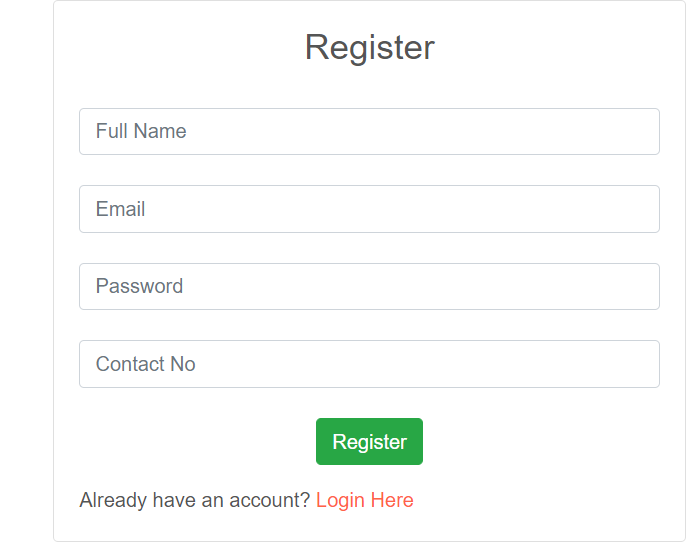 Register
Full Name
Email
Password
Contact No
Register
Already have an account? Login Here